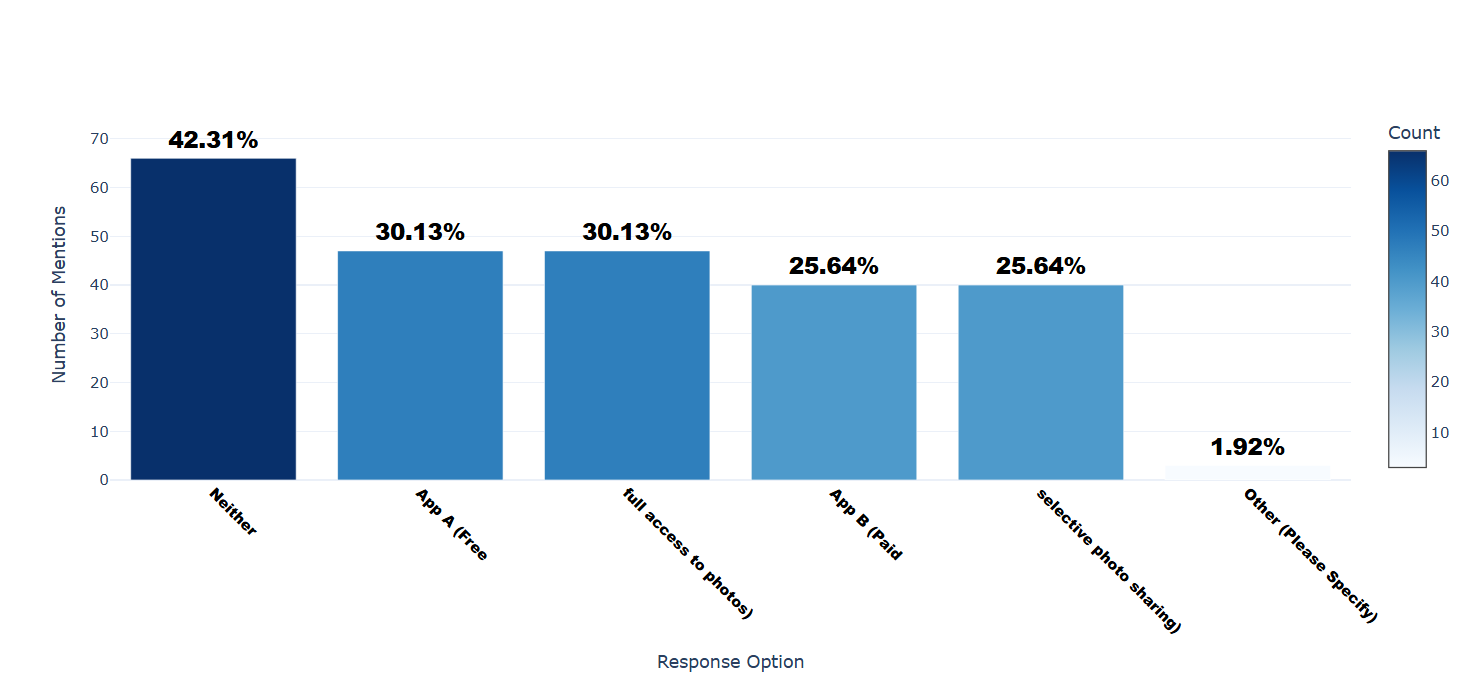 42.31%
30.13%
30.13%
25.64%
25.64%
1.92%
Number of Mentions
70
60
50
40
30
20
10
0
Neither
App A (Free
full access to photos)
App B (Paid
selective photo sharing)
Other (Please Specify)
Response Option
Count
60
50
40
30
20
10